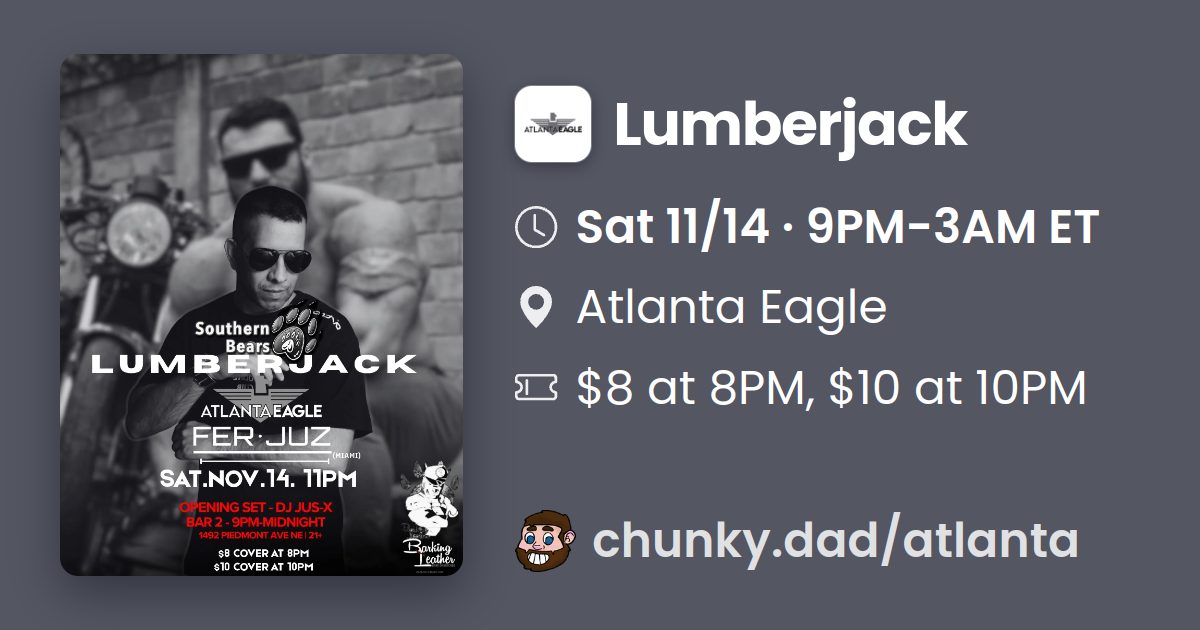 Southern
Bears
LUMBERJACK
ATLANTAEAGLE
FER·JUZ
(MIAMI)
SAT.NOV.14. 11PM
OPENING SET - DJ JUS-X
BAR 2 - 9PM-MIDNIGHT
1492 PIEDMONT AVE NE | 21+
$8 COVER AT 8PM
$10 COVER AT 10PM
Barking
Leather
ATLANTAEAGLE
Lumberjack
Sat 11/14 · 9PM–3AM ET
Atlanta Eagle
$8 at 8PM, $10 at 10PM
chunky.dad/atlanta